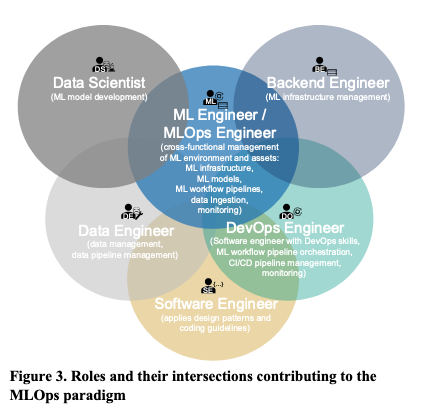 DS
Data Scientist
(ML model development)
BE
Backend Engineer
(ML infrastructure management)
ML
ML Engineer /
MLOps Engineer
(cross-functional management
of ML environment and assets:
ML infrastructure,
ML models,
ML workflow pipelines,
data Ingestion,
monitoring)
DE
Data Engineer
(data management,
data pipeline management)
DO
DevOps Engineer
(Software engineer with DevOps skills,
ML workflow pipeline orchestration,
CI/CD pipeline management,
monitoring)
SE {...}
Software Engineer
(applies design patterns and
coding guidelines)
Figure 3. Roles and their intersections contributing to the
MLOps paradigm